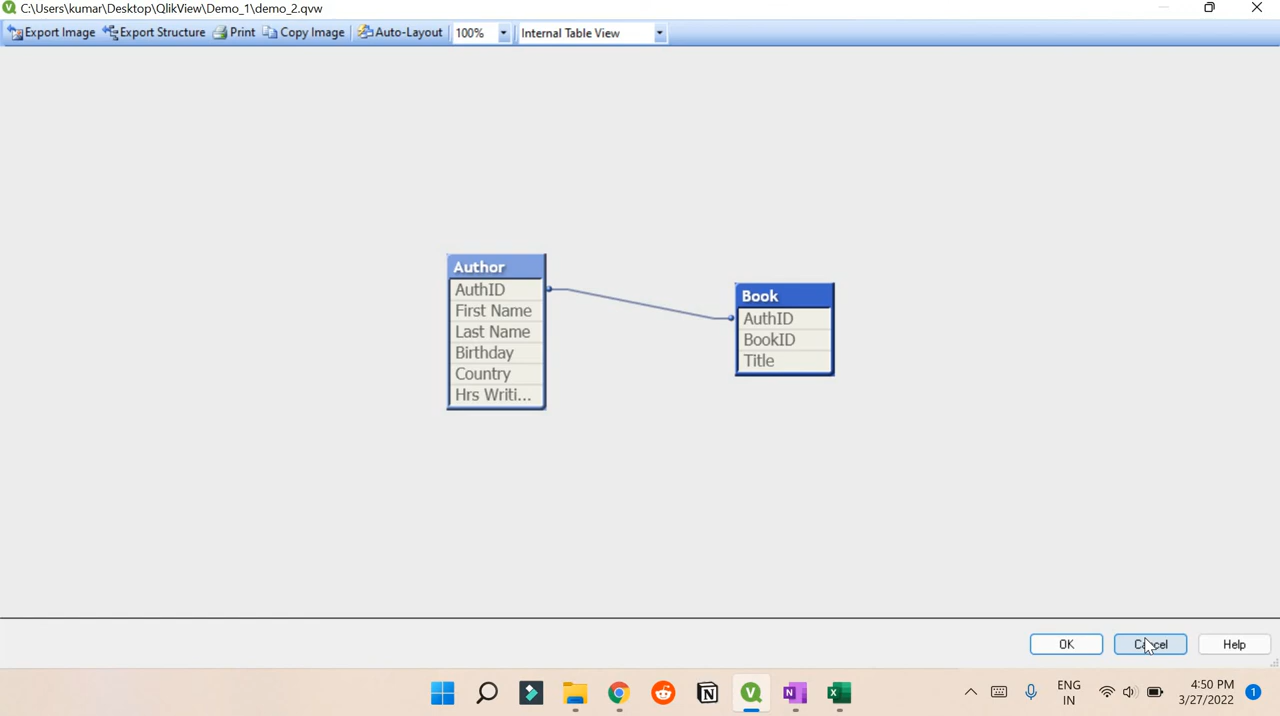 C:\Users\kumar\Desktop\QlikView\Demo_1\demo_2.qvw
Export Image Export Structure Print Copy Image Auto-Layout 100% Internal Table View
Author
AuthID
First Name
Last Name
Birthday
Country
Hrs Writi...
Book
AuthID
BookID
Title
OK Cancel Help
ENG
IN
4:50 PM
3/27/2022
1